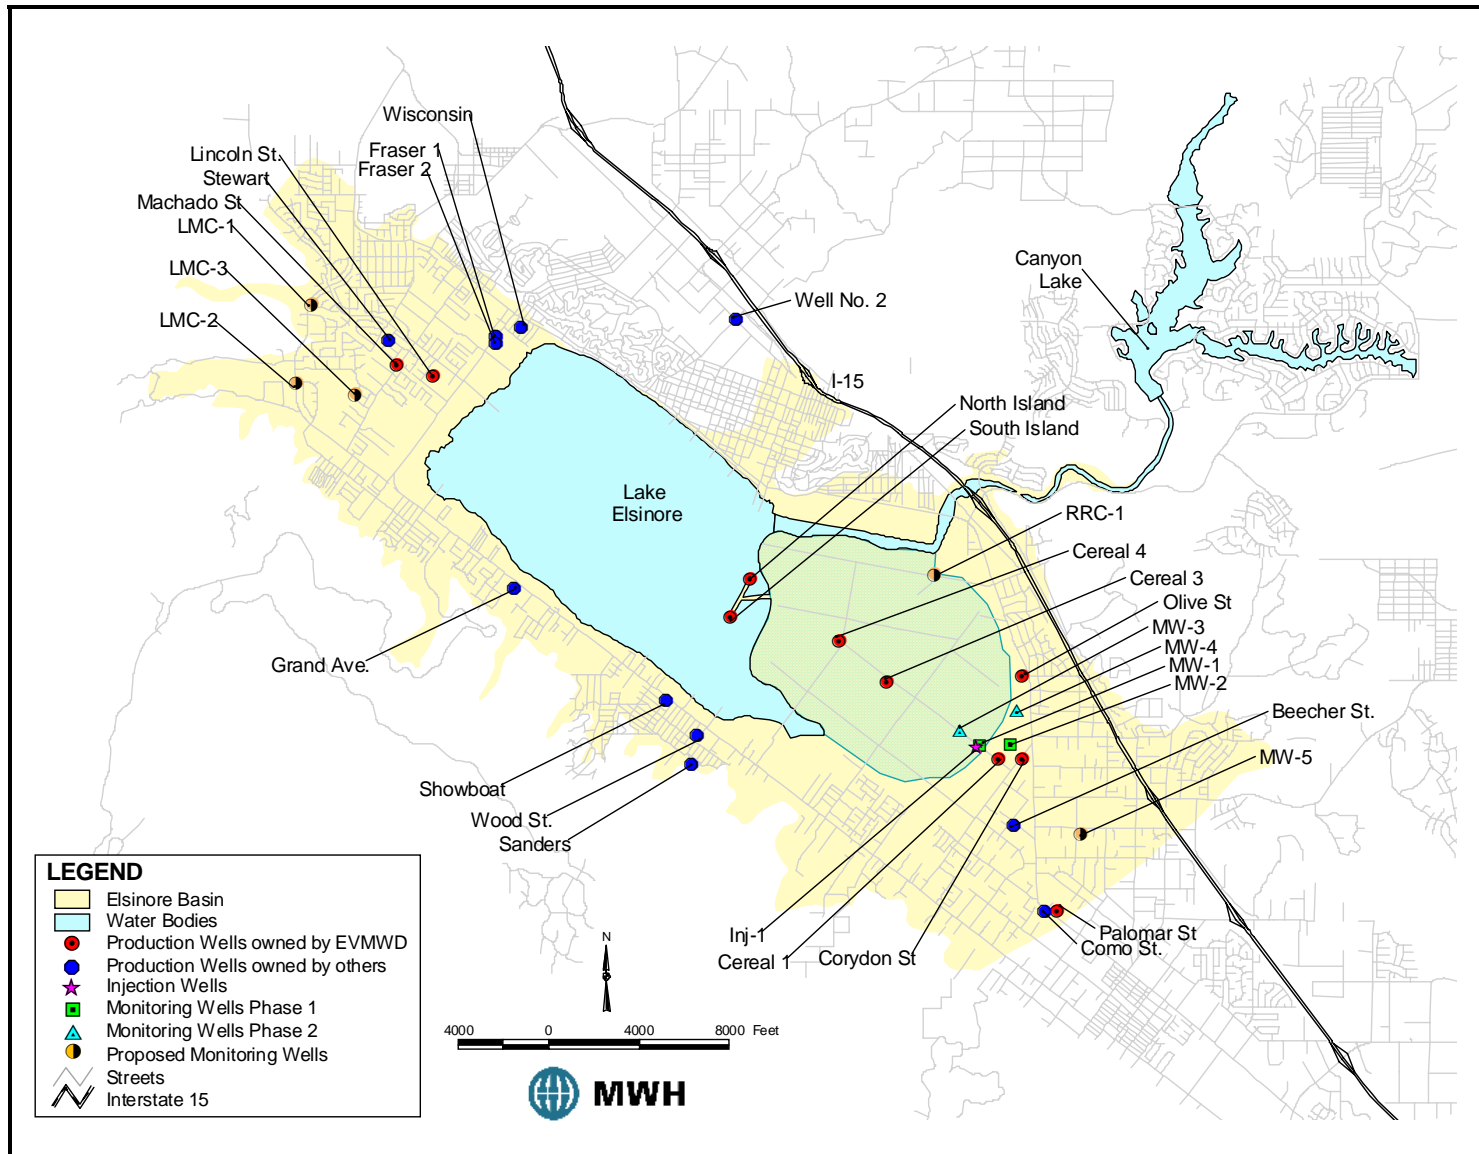 Wisconsin
Fraser 1
Lincoln St.
Fraser 2
Stewart
Machado St
LMC-1
LMC-3
LMC-2
Well No. 2
Canyon
Lake
I-15
North Island
South Island
Lake
Elsinore
RRC-1
Cereal 4
Cereal 3
Olive St
MW-3
MW-4
MW-1
MW-2
Grand Ave.
Beecher St.
MW-5
Showboat
Wood St.
Sanders
Inj-1
Cereal 1
Corydon St
Palomar St
Como St.
LEGEND
Elsinore Basin
Water Bodies
Production Wells owned by EVMWD
Production Wells owned by others
Injection Wells
Monitoring Wells Phase 1
Monitoring Wells Phase 2
Proposed Monitoring Wells
Streets
Interstate 15
N
4000 0 4000 8000 Feet
MWH